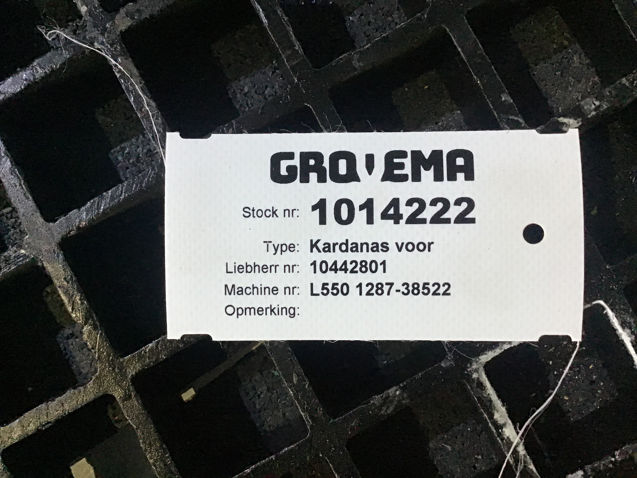 GROVEMA
Stock nr: 1014222
Type: Kardanas voor
Liebherr nr: 10442801
Machine nr: L550 1287-38522
Opmerking: